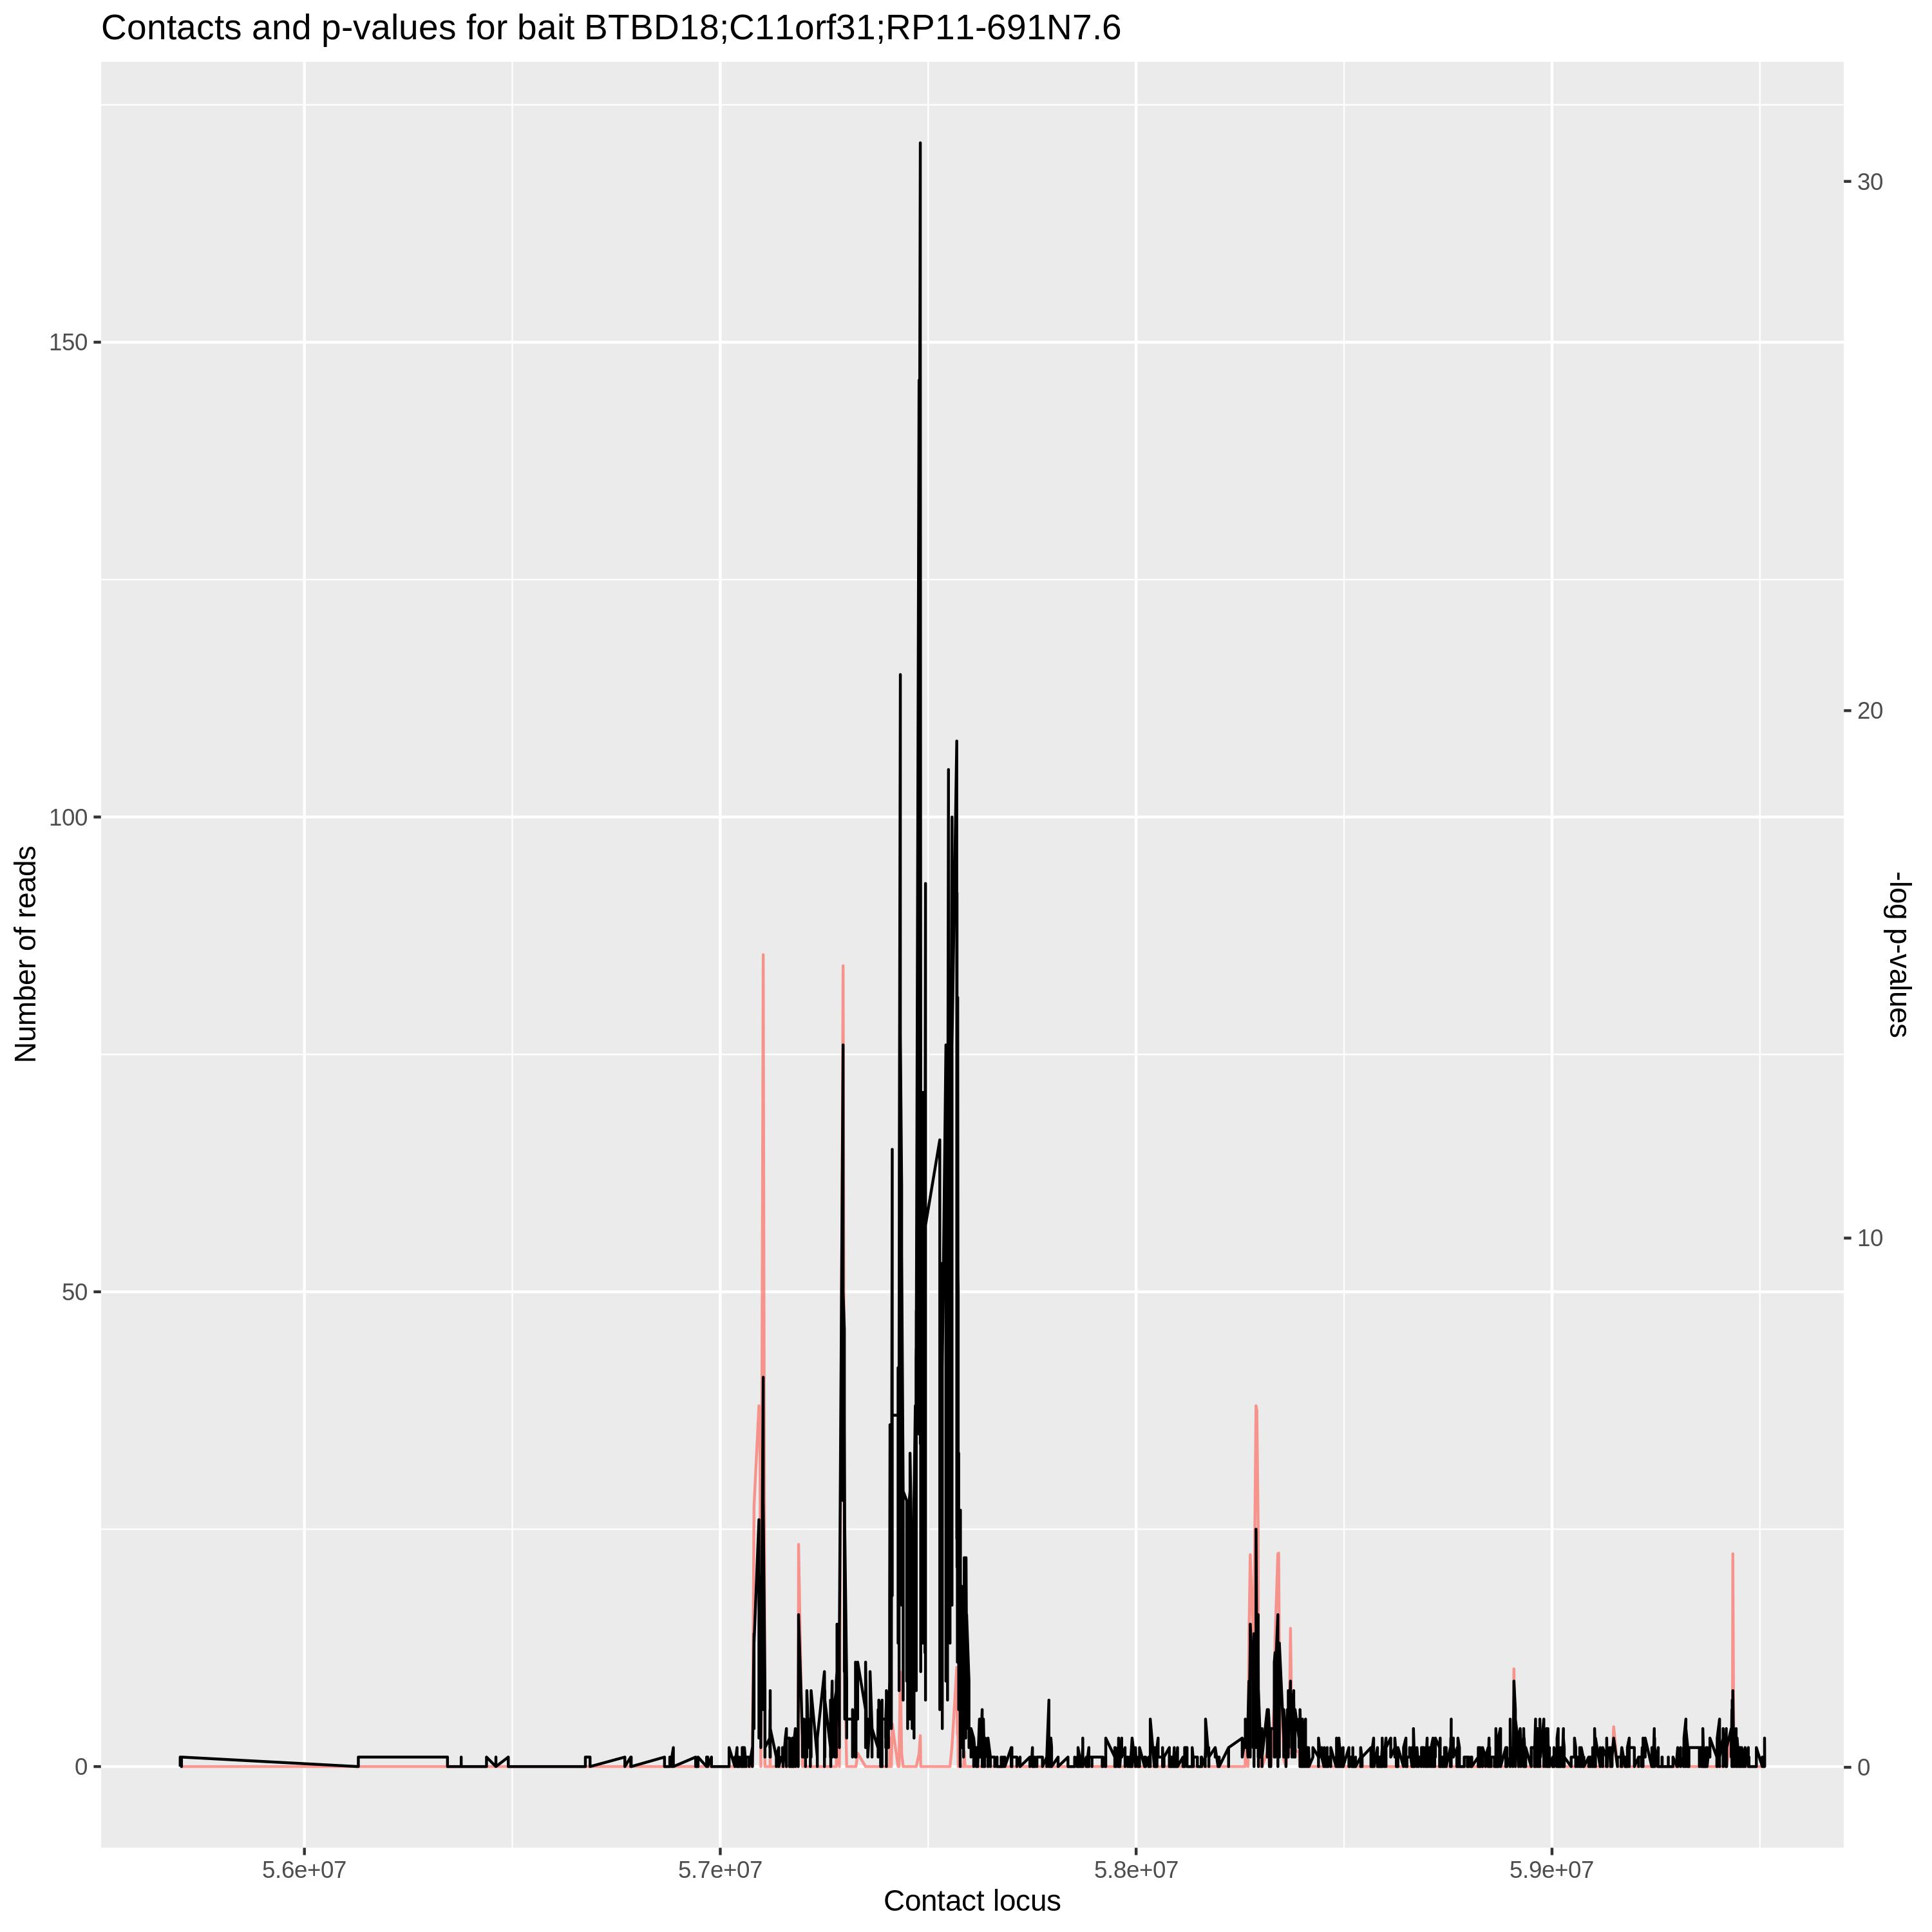 Contacts and p-values for bait BTBD18;C11orf31;RP11-691N7.6
150
100
50
0
Number of reads
30
20
10
0
-log p-values
5.6e+07 5.7e+07 5.8e+07 5.9e+07
Contact locus